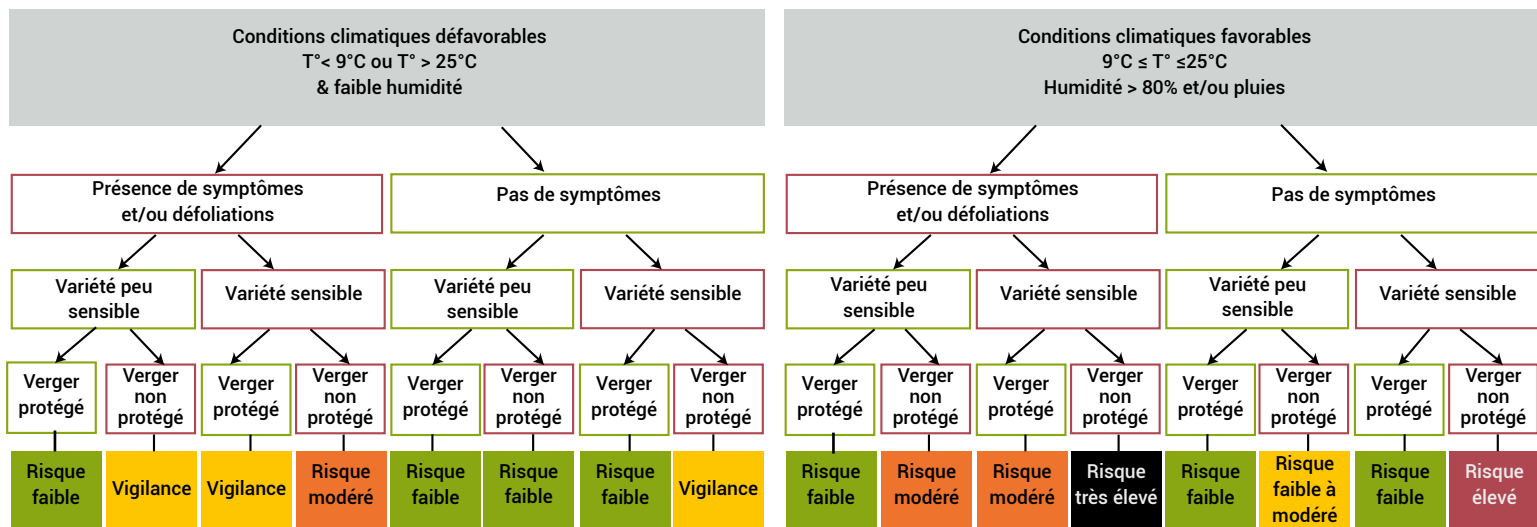 Conditions climatiques défavorables
T°< 9°C ou T° > 25°C
& faible humidité
Présence de symptômes
et/ou défoliations
Pas de symptômes
Variété peu
sensible
Variété sensible
Variété peu
sensible
Variété sensible
Verger
protégé
Verger
non
protégé
Verger
protégé
Verger
non
protégé
Verger
protégé
Verger
non
protégé
Verger
protégé
Verger
non
protégé
Risque
faible
Vigilance
Vigilance
Risque
modéré
Risque
faible
Risque
faible
Risque
faible
Vigilance
Conditions climatiques favorables
9°C ≤ T° ≤25°C
Humidité > 80% et/ou pluies
Présence de symptômes
et/ou défoliations
Pas de symptômes
Variété peu
sensible
Variété sensible
Variété peu
sensible
Variété sensible
Verger
protégé
Verger
non
protégé
Verger
protégé
Verger
non
protégé
Verger
protégé
Verger
non
protégé
Verger
protégé
Verger
non
protégé
Risque
faible
Risque
modéré
Risque
modéré
Risque
très élevé
Risque
faible
Risque
faible à
modéré
Risque
faible
Risque
élevé